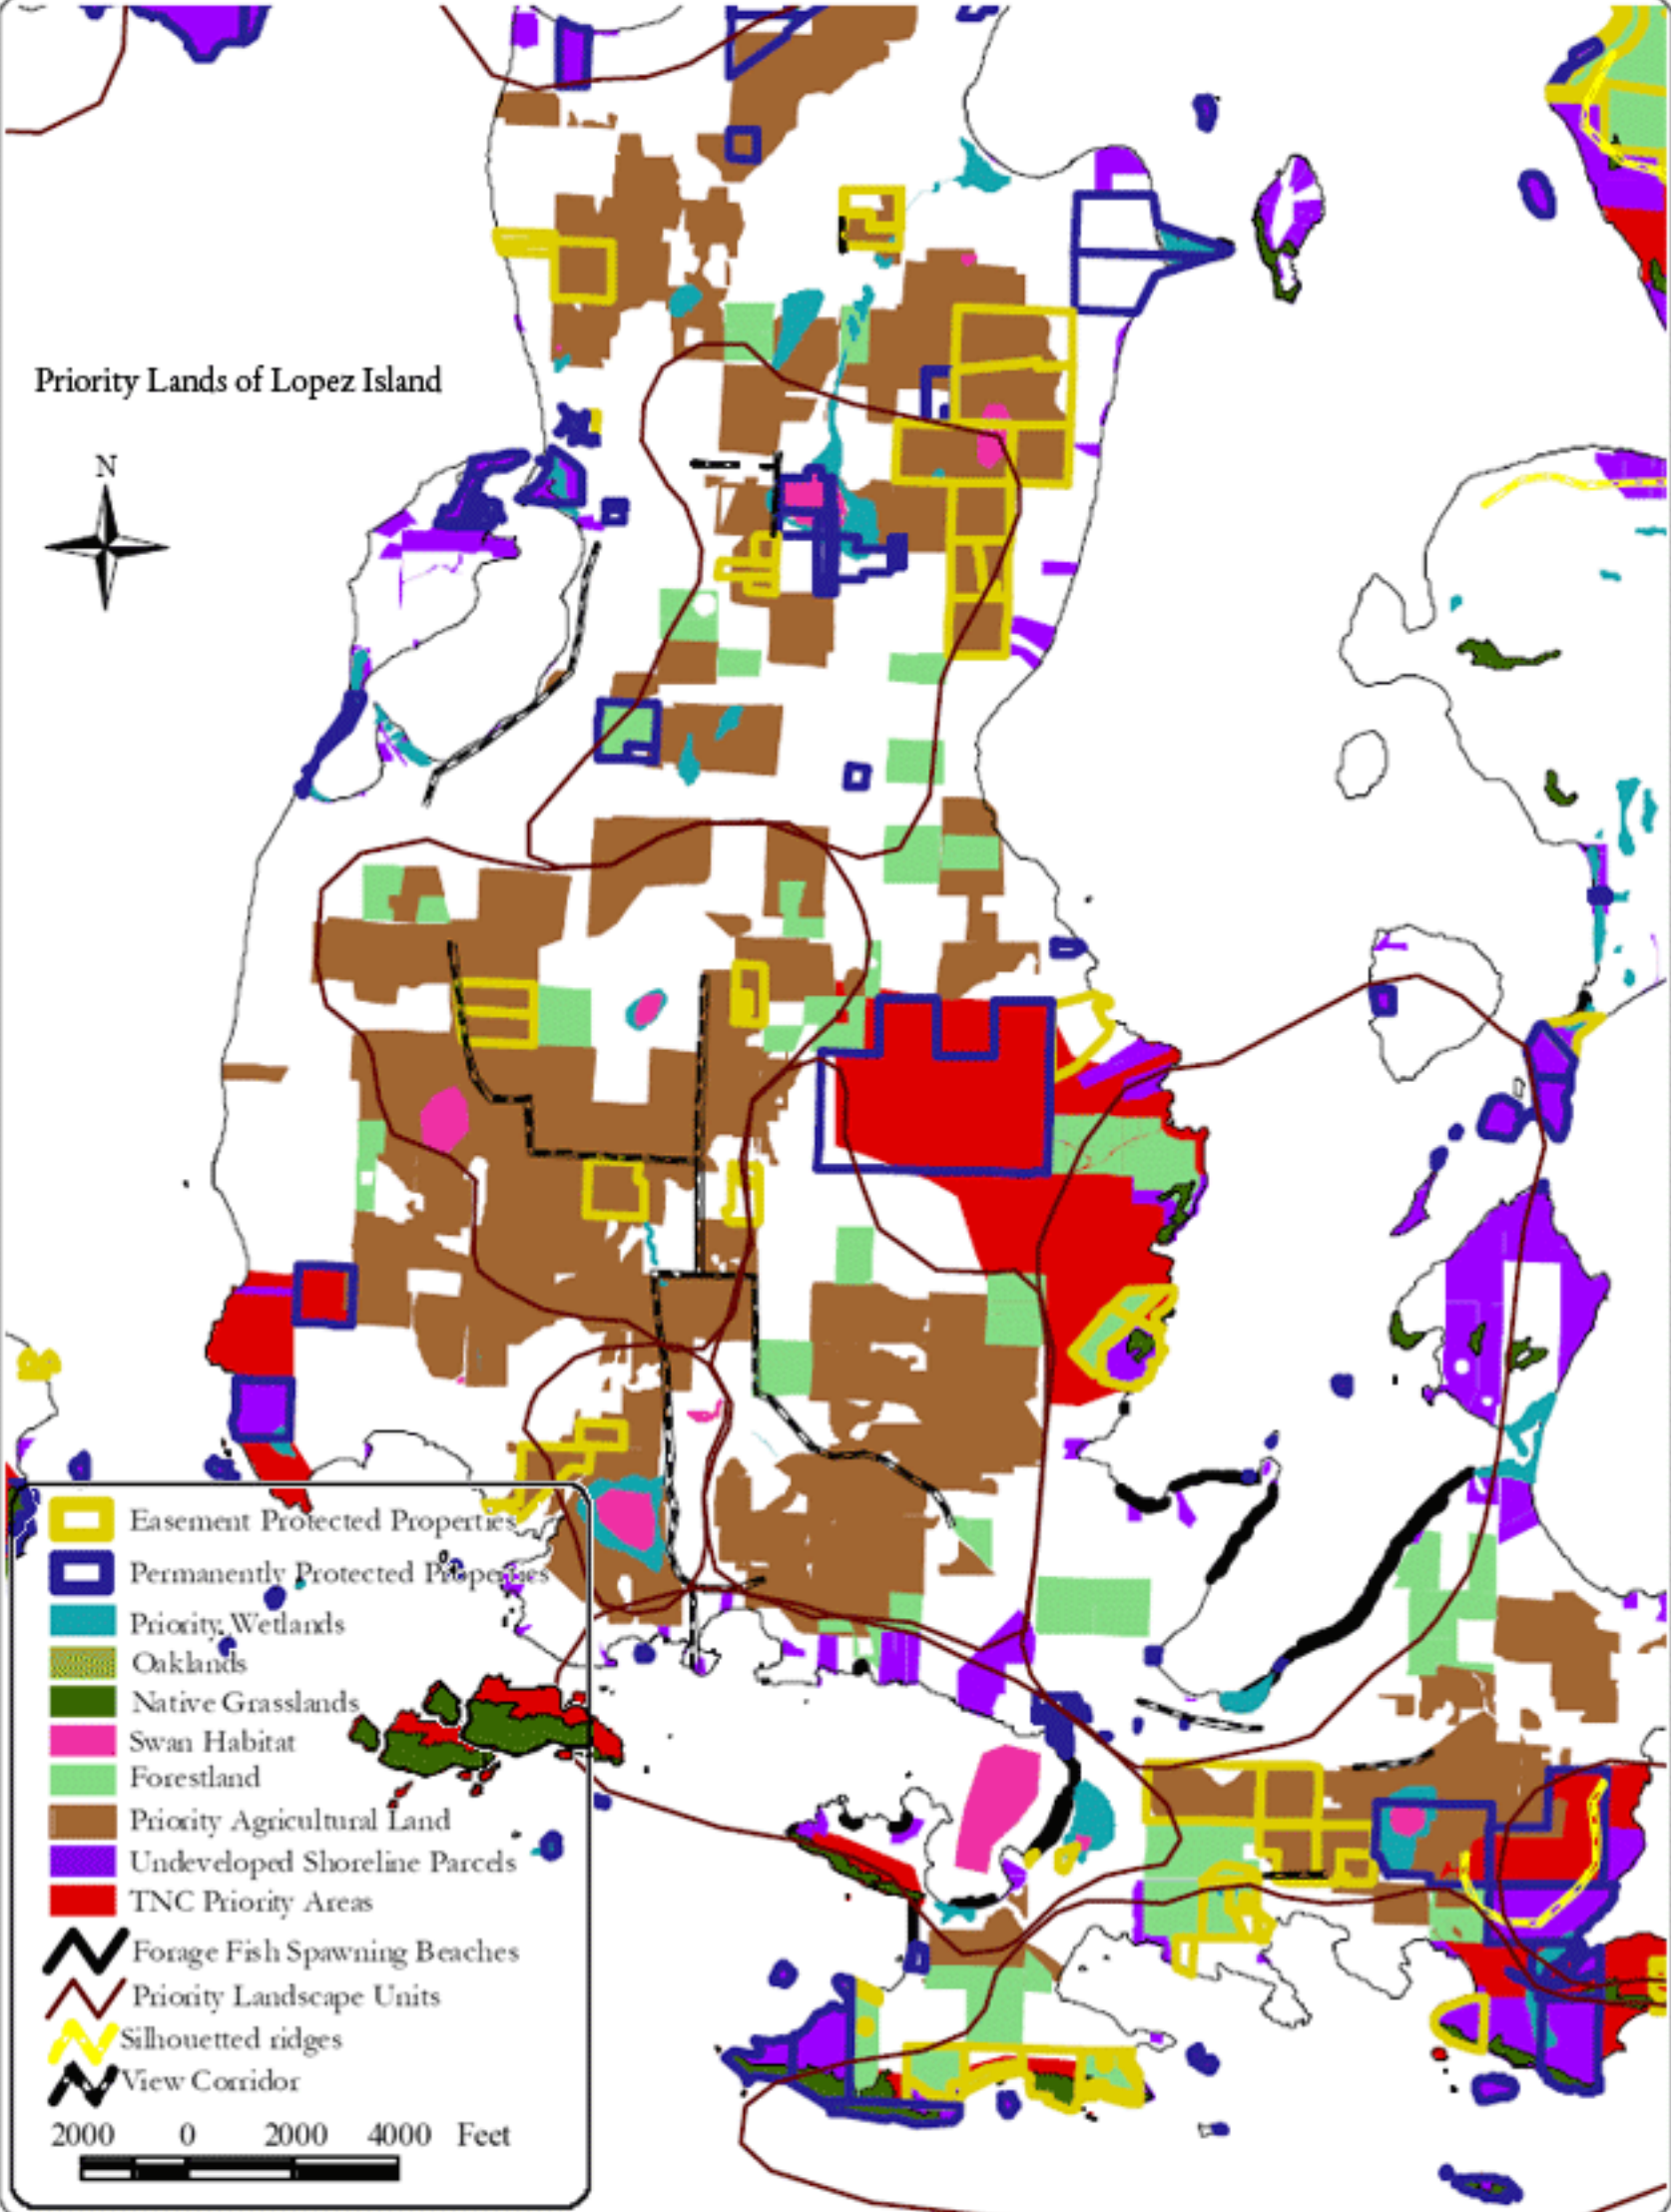 Priority Lands of Lopez Island
N
Easement Protected Properties
Permanently Protected Properties
Priority Wetlands
Oaklands
Native Grasslands
Swan Habitat
Forestland
Priority Agricultural Land
Undeveloped Shoreline Parcels
TNC Priority Areas
Forage Fish Spawning Beaches
Priority Landscape Units
Silhouetted ridges
View Corridor
2000 0 2000 4000 Feet